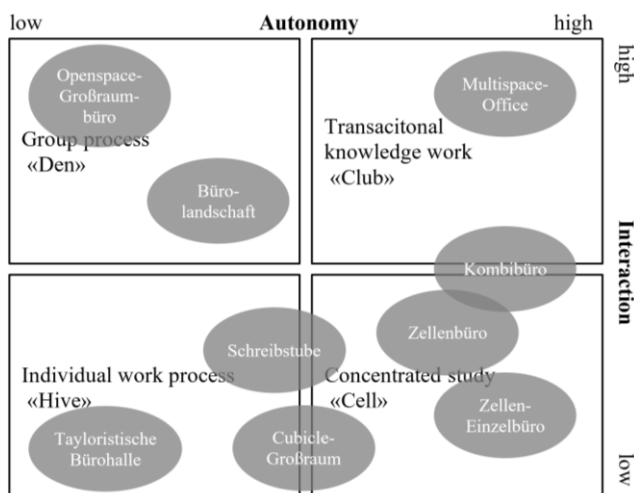 low Autonomy high
high
Openspace-
Großraum-
büro
Group process
«Den»
Büro-
landschaft
Multispace-
Office
Transacitonal
knowledge work
«Club»
Interaction
Kombibüro
Schreibstube
Individual work process
«Hive»
Tayloristische
Bürohalle
Cubicle-
Großraum
Zellenbüro
Concentrated study
«Cell»
Zellen-
Einzelbüro
low